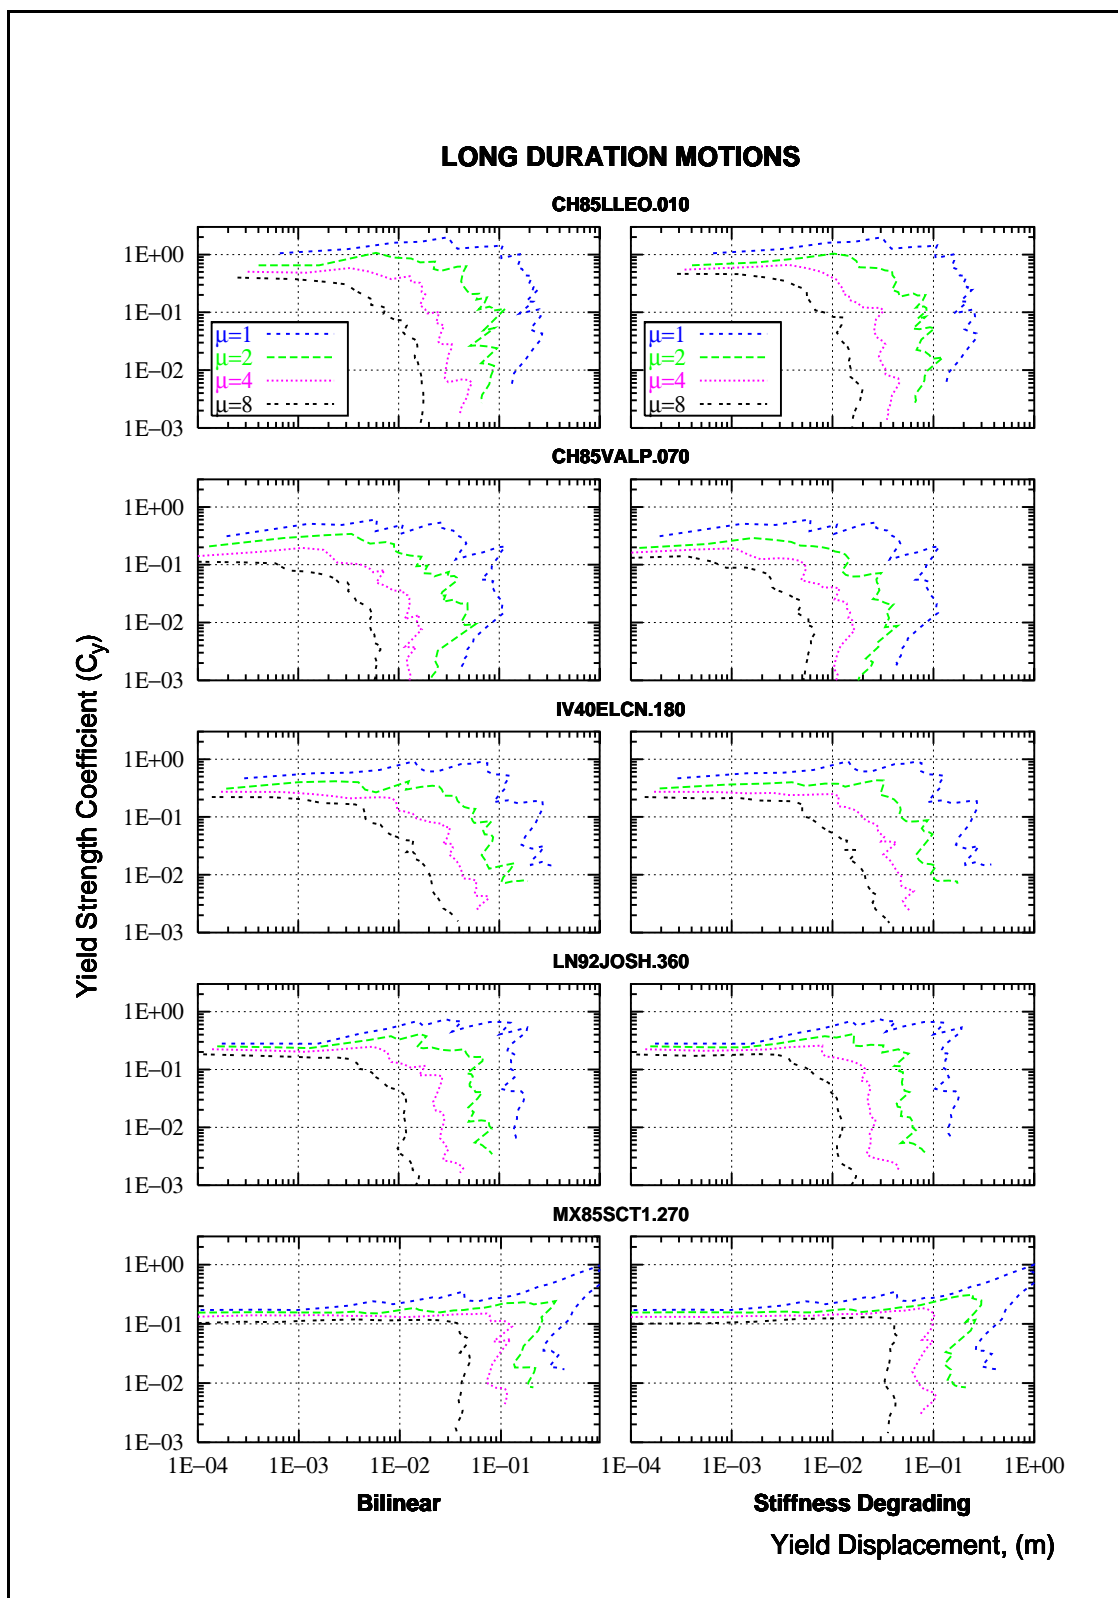 LONG DURATION MOTIONS
CH85LLEO.010
1E+00
1E−01
1E−02
1E−03
μ=1
μ=2
μ=4
μ=8
μ=1
μ=2
μ=4
μ=8
CH85VALP.070
1E+00
1E−01
1E−02
1E−03
IV40ELCN.180
1E+00
1E−01
1E−02
1E−03
LN92JOSH.360
1E+00
1E−01
1E−02
1E−03
MX85SCT1.270
1E+00
1E−01
1E−02
1E−03
Yield Strength Coefficient (Cy)
1E−04 1E−03 1E−02 1E−01 1E−04 1E−03 1E−02 1E−01 1E+00
Bilinear Stiffness Degrading
Yield Displacement, (m)